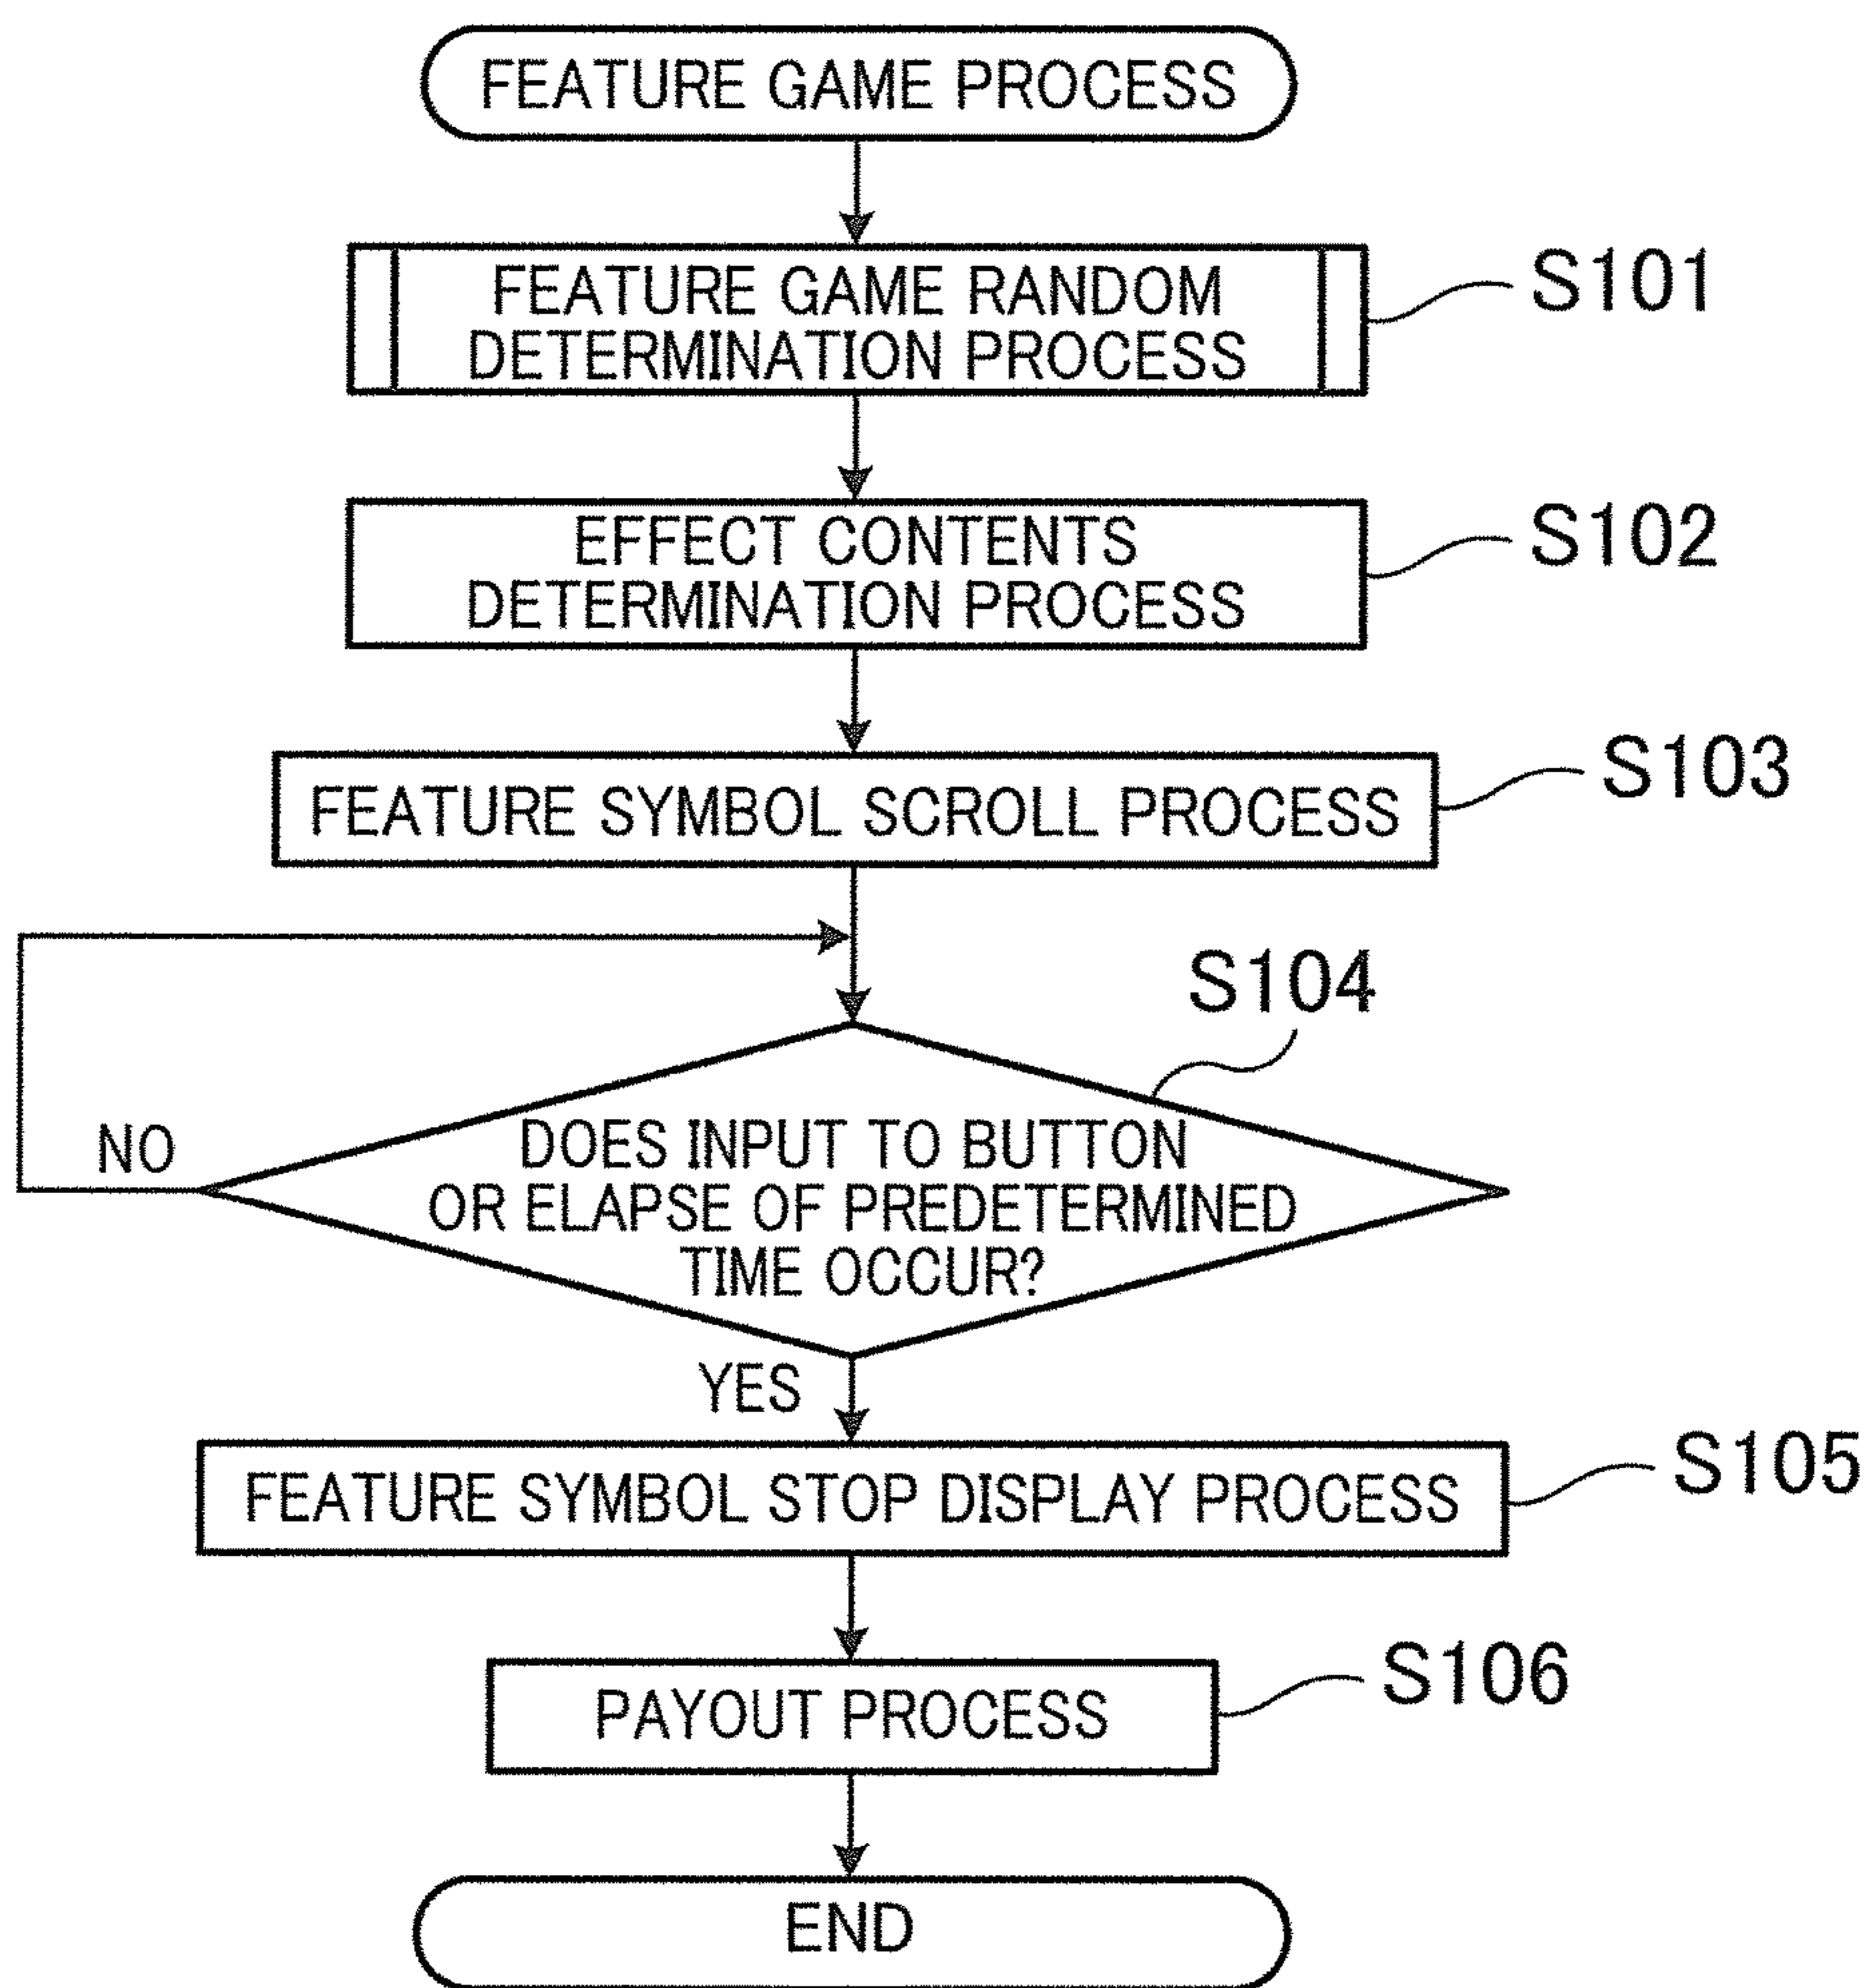 FEATURE GAME PROCESS
FEATURE GAME RANDOM
DETERMINATION PROCESS
S101
EFFECT CONTENTS
DETERMINATION PROCESS
S102
FEATURE SYMBOL SCROLL PROCESS
S103
S104
NO
DOES INPUT TO BUTTON
OR ELAPSE OF PREDETERMINED
TIME OCCUR?
YES
FEATURE SYMBOL STOP DISPLAY PROCESS
S105
PAYOUT PROCESS
S106
END